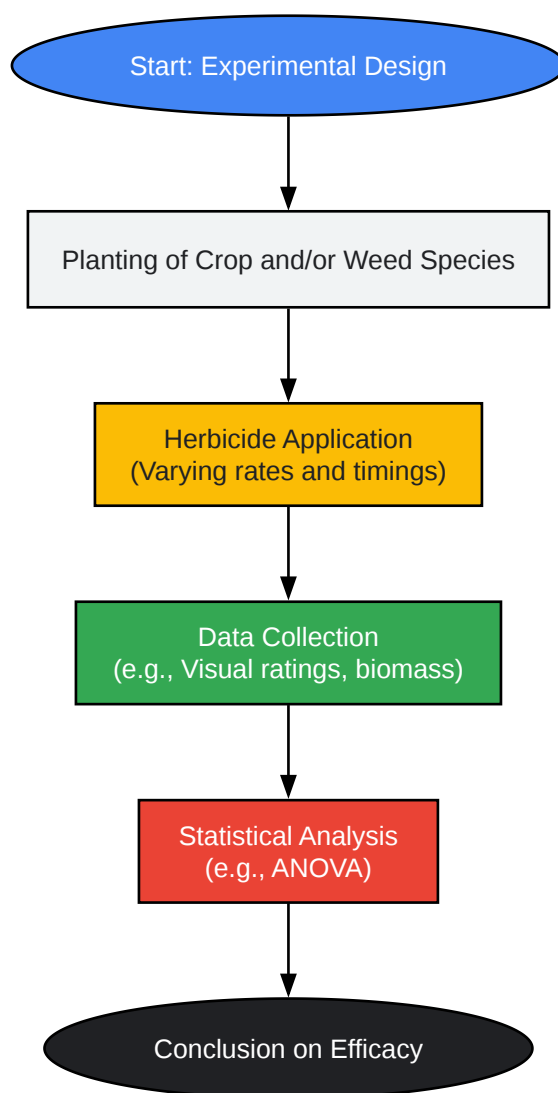 Start: Experimental Design
Planting of Crop and/or Weed Species
Herbicide Application
(Varying rates and timings)
Data Collection
(e.g., Visual ratings, biomass)
Statistical Analysis
(e.g., ANOVA)
Conclusion on Efficacy